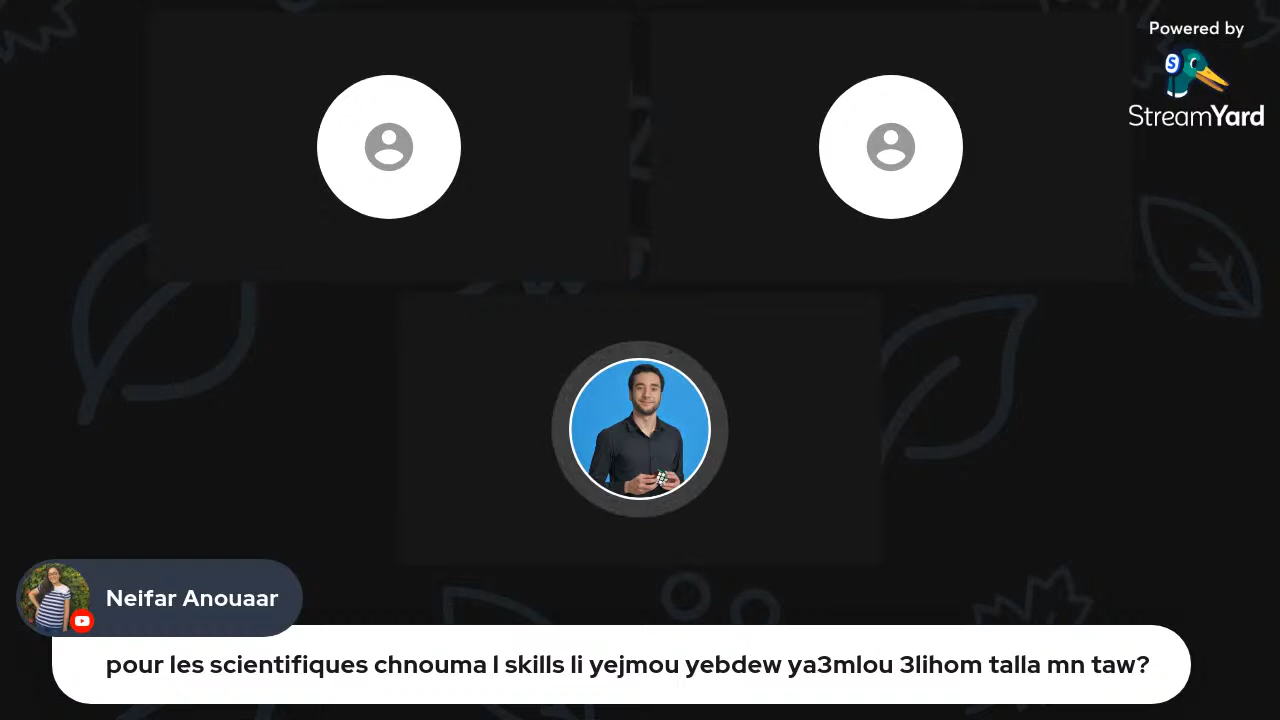 Powered by
S
StreamYard
Neifar Anouaar
pour les scientifiques chnouma l skills li yejmou yebdew ya3mlou 3lihom talla mn taw?